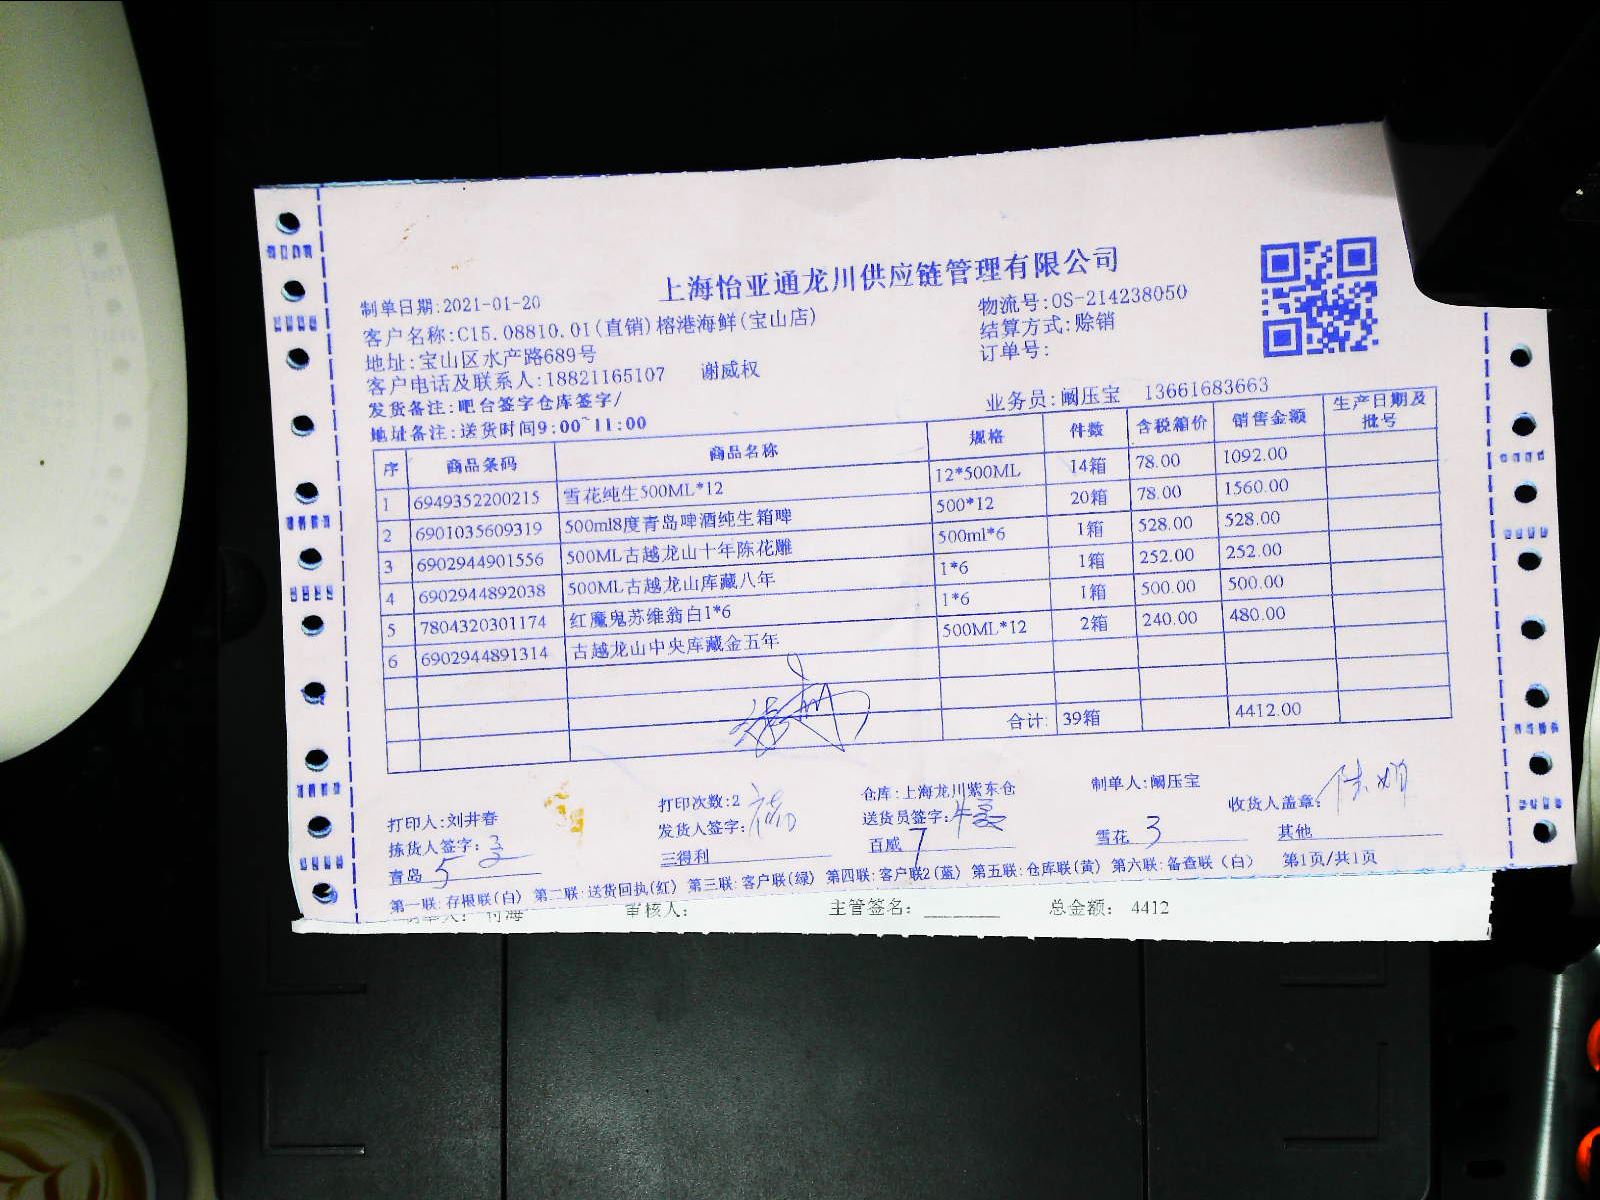 上海怡亚通龙川供应链管理有限公司
制单日期:2021-01-20
物流号:OS-214238050
客户名称:C15.08810.01(直销)榕港海鲜(宝山店)
结算方式:赊销
地址:宝山区水产路689号
订单号:
客户电话及联系人:18821165107 谢威权
发货备注:吧台签字仓库签字/
业务员:阚压宝 13661683663
地址备注:送货时间9:00~11:00
序 商品条码 商品名称 规格 件数 含税箱价 销售金额 生产日期及批号
1 6949352200215 雪花纯生500ML*12 12*500ML 14箱 78.00 1092.00
2 6901035609319 500ml8度青岛啤酒纯生箱啤 500*12 20箱 78.00 1560.00
3 6902944901556 500ML古越龙山十年陈花雕 500ml*6 1箱 528.00 528.00
4 6902944892038 500ML古越龙山库藏八年 1*6 1箱 252.00 252.00
5 7804320301174 红魔鬼苏维翁白1*6 1*6 1箱 500.00 500.00
6 6902944891314 古越龙山中央库藏金五年 500ML*12 2箱 240.00 480.00
合计: 39箱 4412.00
打印人:刘井春 打印次数:2 仓库:上海龙川紫东仓 制单人:阚压宝
拣货人签字: 发货人签字: 送货员签字: 收货人盖章:
青岛 5 三得利 百威 7 雪花 3 其他
第一联:存根联(白) 第二联:送货回执(红) 第三联:客户联(绿) 第四联:客户联2(蓝) 第五联:仓库联(黄) 第六联:备查联(白) 第1页/共1页
审核人: 主管签名: 总金额: 4412